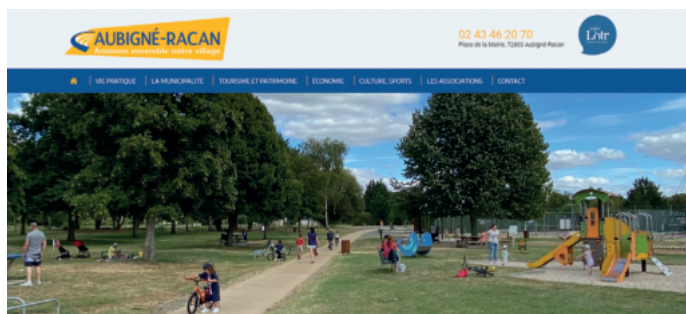 AUBIGNÉ-RACAN
Animons ensemble notre village
02 43 46 20 70
Place de la Mairie, 72800 Aubigné-Racan
Loir
VIE PRATIQUE | LA MUNICIPALITÉ | TOURISME ET PATRIMOINE | ÉCONOMIE | CULTURE, SPORTS | LES ASSOCIATIONS | CONTACT